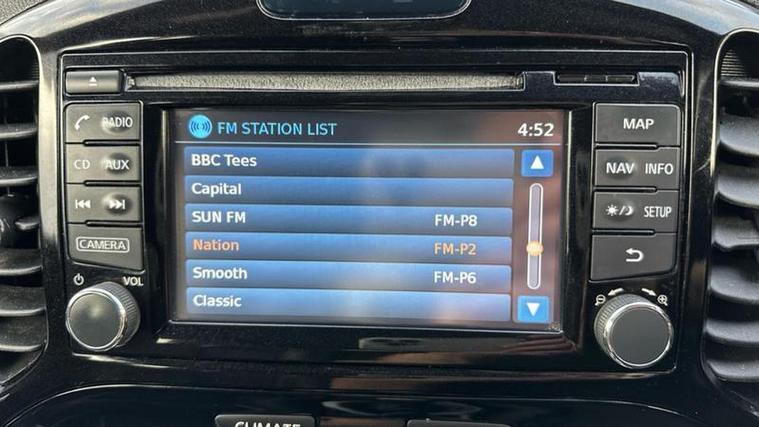 RADIO
CD AUX
CAMERA
VOL
FM STATION LIST 4:52
BBC Tees
Capital
SUN FM FM-P8
Nation FM-P2
Smooth FM-P6
Classic
MAP
NAV INFO
SETUP
CLIMATE